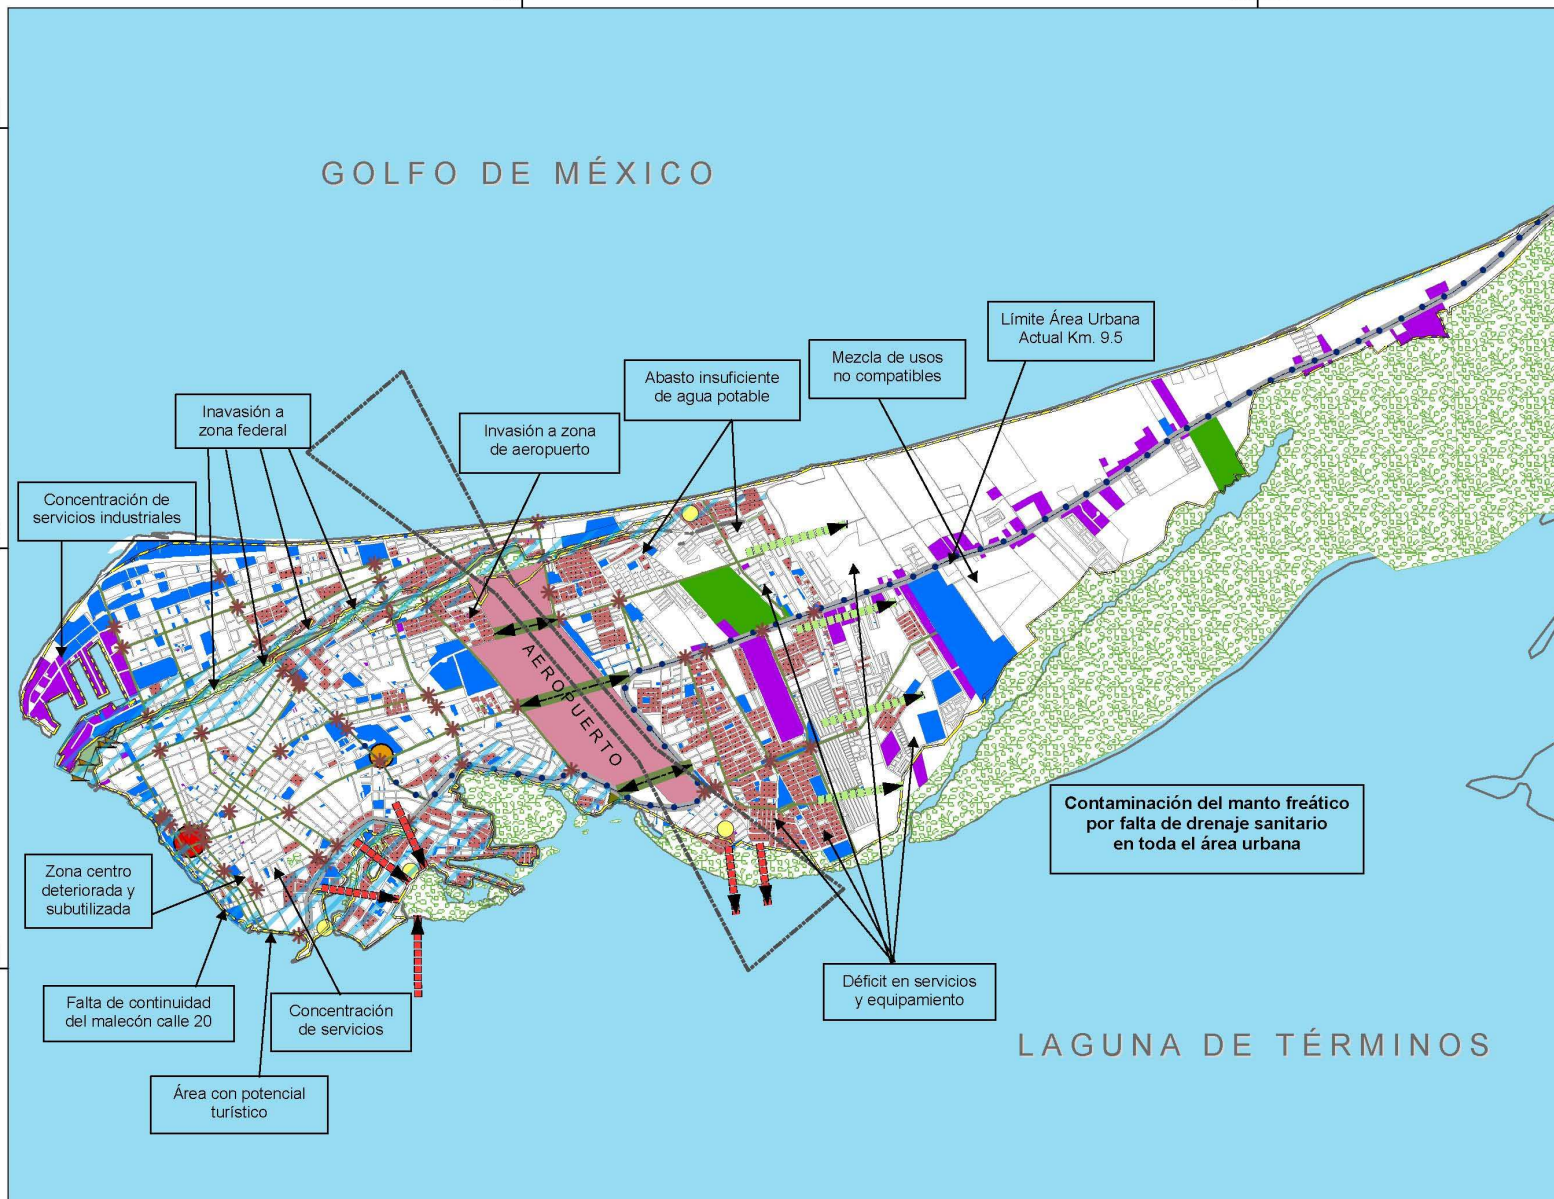 GOLFO DE MÉXICO
Límite Área Urbana
Actual Km. 9.5
Mezcla de usos
no compatibles
Abasto insuficiente
de agua potable
Inavasión a
zona federal
Invasión a zona
de aeropuerto
Concentración de
servicios industriales
AEROPUERTO
Contaminación del manto freático
por falta de drenaje sanitario
en toda el área urbana
Zona centro
deteriorada y
subutilizada
Déficit en servicios
y equipamiento
Falta de continuidad
del malecón calle 20
Concentración
de servicios
LAGUNA DE TÉRMINOS
Área con potencial
turístico